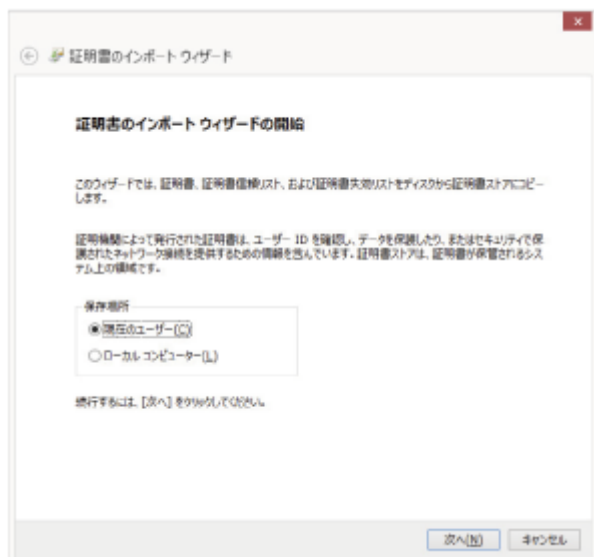 証明書のインポート ウィザード
証明書のインポート ウィザードの開始
このウィザードでは、証明書、証明書信頼リスト、および証明書失効リストをディスクから証明書ストアにコピー
します。
証明機関によって発行された証明書は、ユーザー ID を確認し、データを保護したり、またはセキュリティで保
護されたネットワーク接続を提供するための情報を含んでいます。証明書ストアは、証明書が保管されるシス
テム上の領域です。
保存場所
現在のユーザー(C)
ローカル コンピューター(L)
続行するには、[次へ] をクリックしてください。
次へ(N) キャンセル